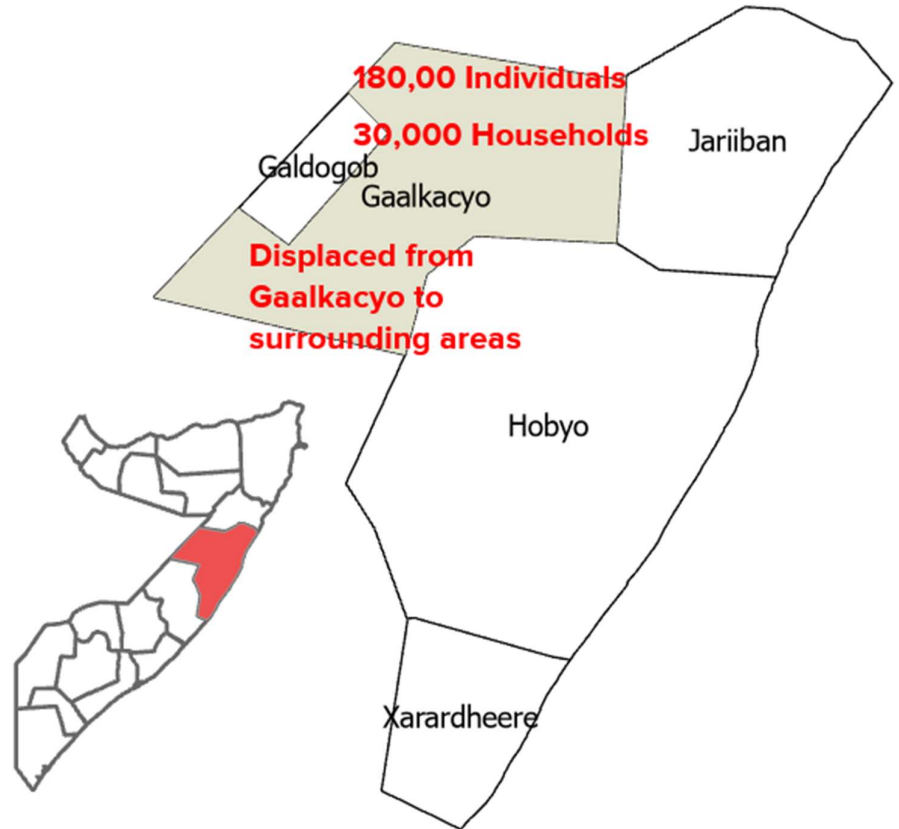 180,00 Individuals
30,000 Households
Jariiban
Galdogob
Gaalkacyo
Displaced from
Gaalkacyo to
surrounding areas
Hobyo
Xarardheere